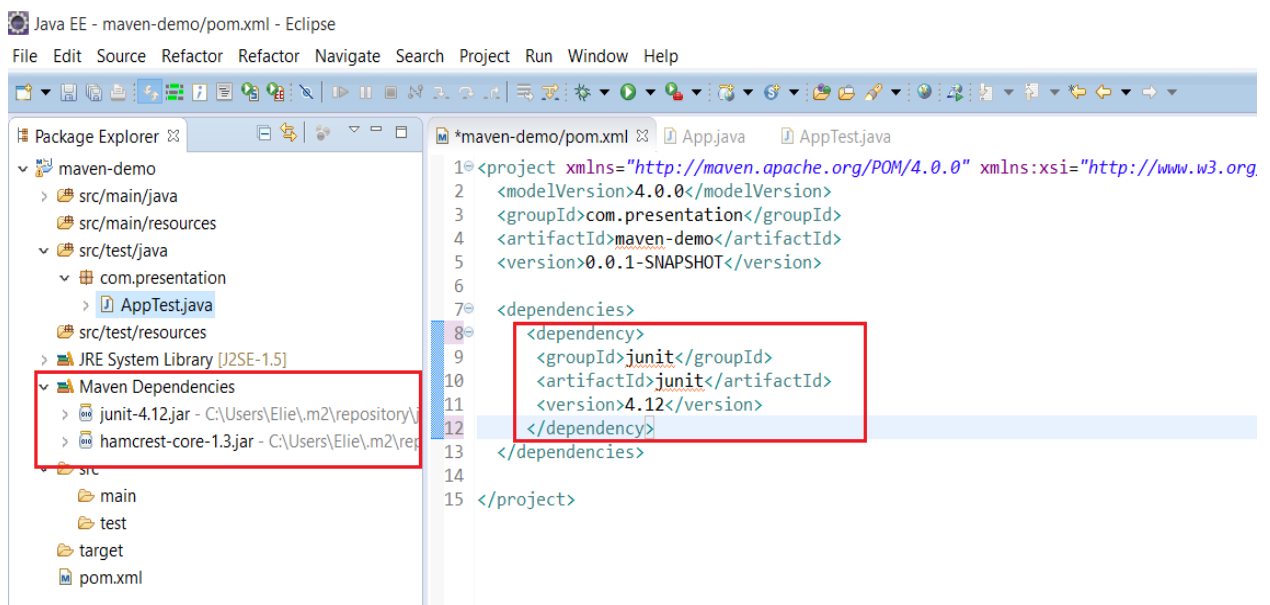 Java EE - maven-demo/pom.xml - Eclipse
File Edit Source Refactor Refactor Navigate Search Project Run Window Help
Package Explorer
maven-demo
src/main/java
src/main/resources
src/test/java
com.presentation
AppTest.java
src/test/resources
JRE System Library [J2SE-1.5]
Maven Dependencies
junit-4.12.jar - C:\Users\Elie\.m2\repository\j
hamcrest-core-1.3.jar - C:\Users\Elie\.m2\rep
src
main
test
target
pom.xml
*maven-demo/pom.xml App.java AppTest.java
1 <project xmlns="http://maven.apache.org/POM/4.0.0" xmlns:xsi="http://www.w3.org
2 <modelVersion>4.0.0</modelVersion>
3 <groupId>com.presentation</groupId>
4 <artifactId>maven-demo</artifactId>
5 <version>0.0.1-SNAPSHOT</version>
6
7 <dependencies>
8 <dependency>
9 <groupId>junit</groupId>
10 <artifactId>junit</artifactId>
11 <version>4.12</version>
12 </dependency>
13 </dependencies>
14
15 </project>